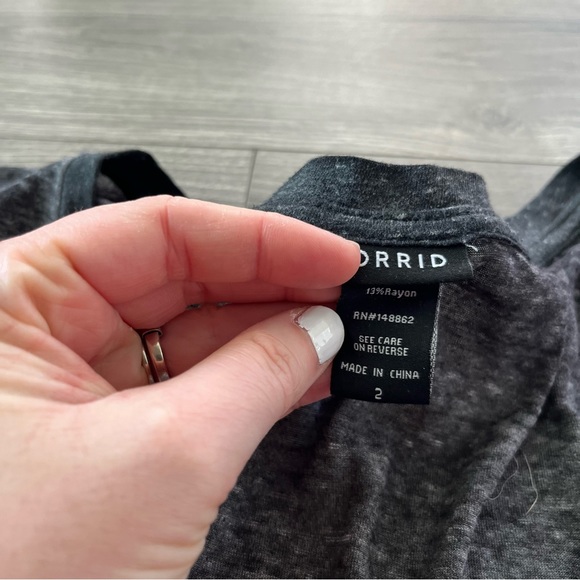 ORRID
13%Rayon
RN#148862
SEE CARE
ON REVERSE
MADE IN CHINA
2